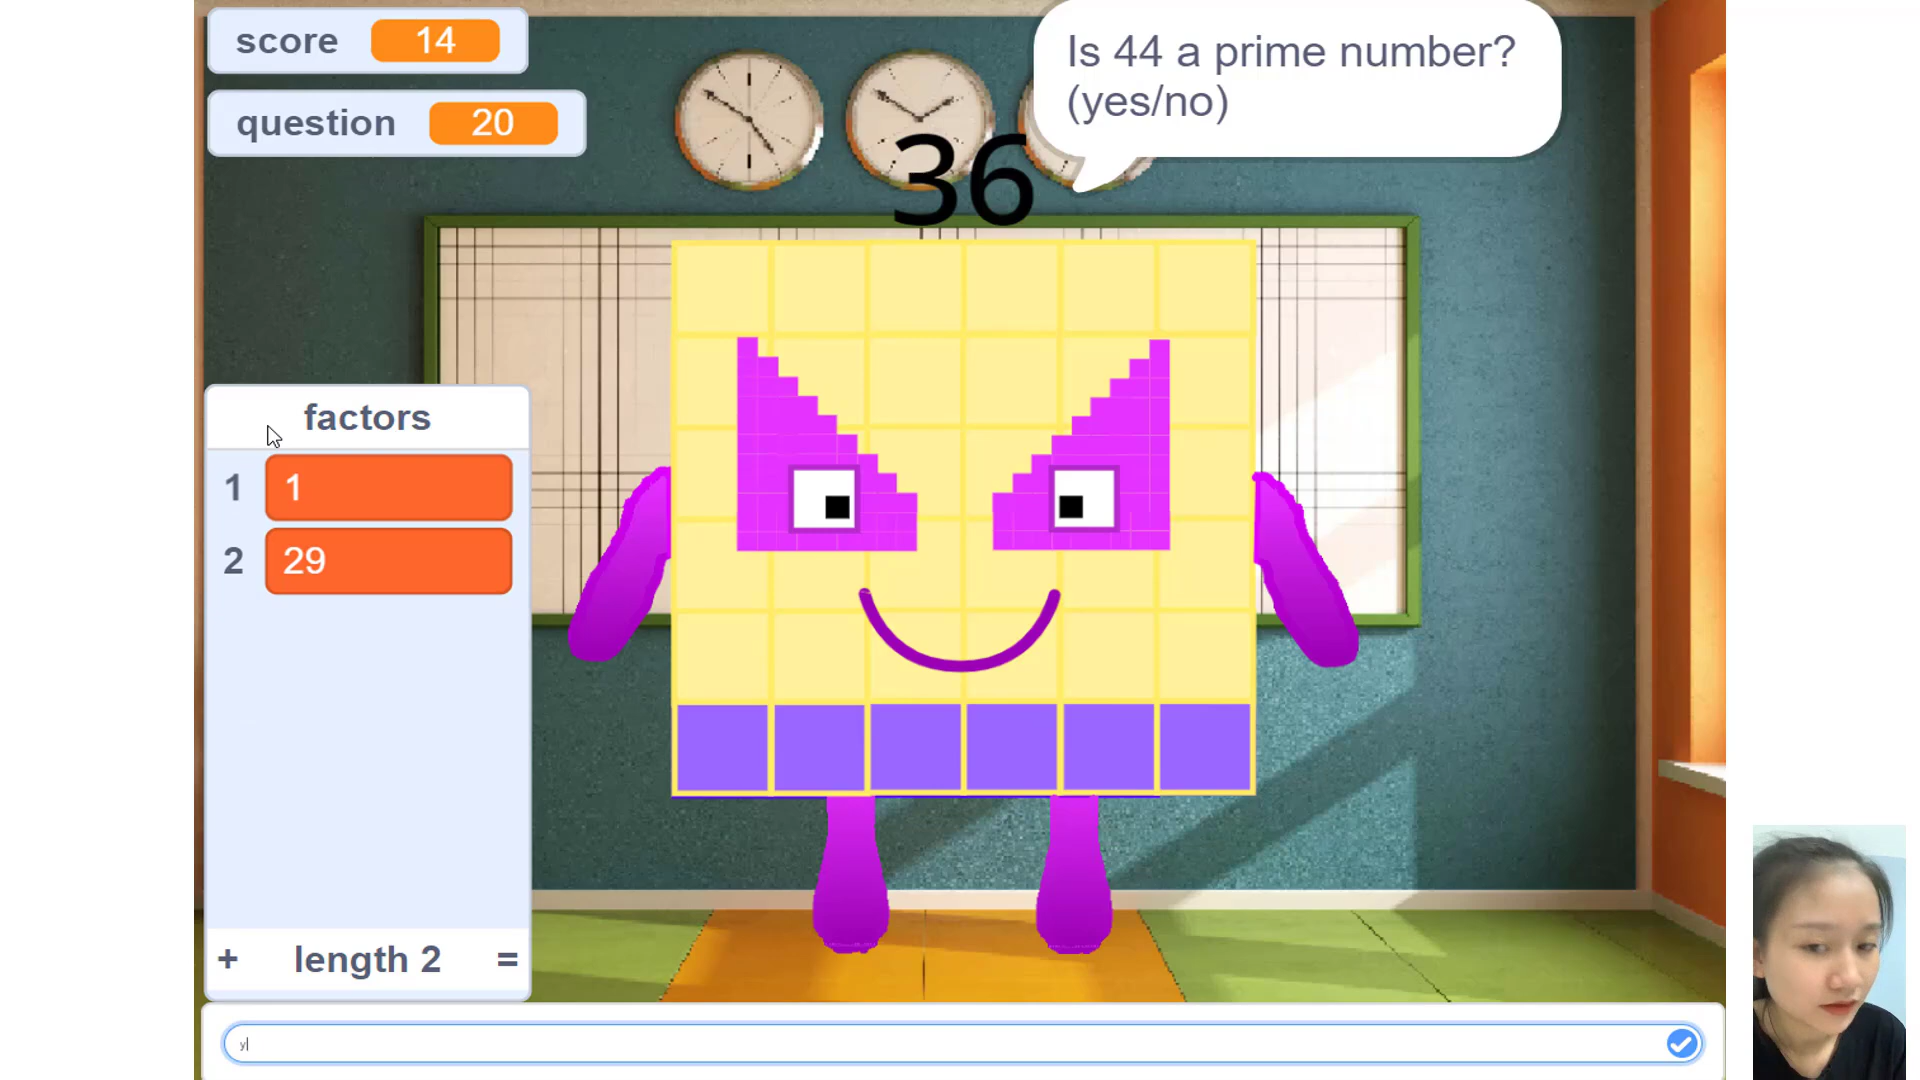 score 14
question 20
Is 44 a prime number?
(yes/no)
36
factors
1 1
2 29
+ length 2 =
y